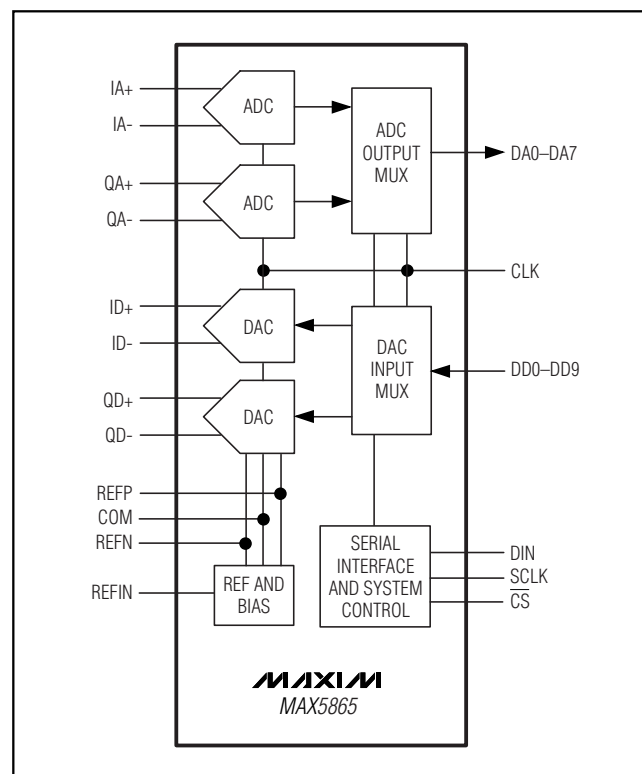 IA+
IA-
ADC
ADC
OUTPUT
MUX
DA0–DA7
QA+
QA-
ADC
CLK
ID+
ID-
DAC
DAC
INPUT
MUX
DD0–DD9
QD+
QD-
DAC
REFP
COM
REFN
REFIN
REF AND
BIAS
SERIAL
INTERFACE
AND SYSTEM
CONTROL
DIN
SCLK
CS
MAXIM
MAX5865